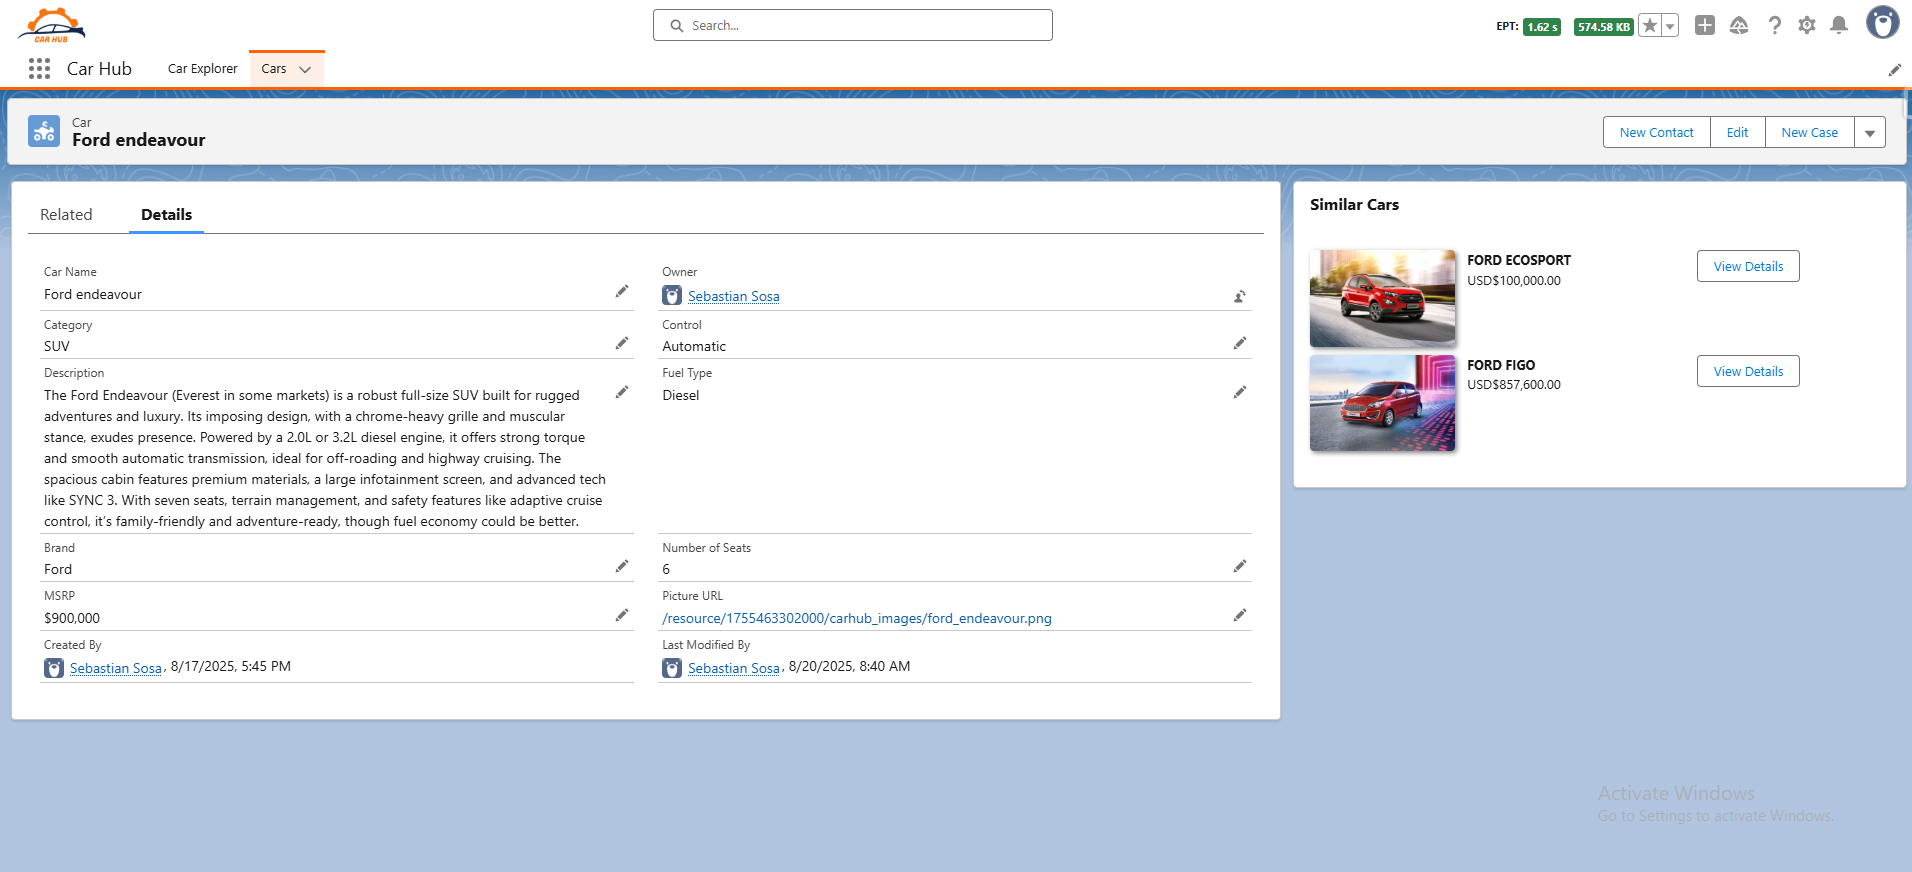 CAR HUB
Search...
EPT: 1.62 s 574.58 KB
Car Hub
Car Explorer
Cars
Car
Ford endeavour
New Contact
Edit
New Case
Related
Details
Car Name
Ford endeavour
Owner
Sebastian Sosa
Category
SUV
Control
Automatic
Description
The Ford Endeavour (Everest in some markets) is a robust full-size SUV built for rugged
adventures and luxury. Its imposing design, with a chrome-heavy grille and muscular
stance, exudes presence. Powered by a 2.0L or 3.2L diesel engine, it offers strong torque
and smooth automatic transmission, ideal for off-roading and highway cruising. The
spacious cabin features premium materials, a large infotainment screen, and advanced tech
like SYNC 3. With seven seats, terrain management, and safety features like adaptive cruise
control, it’s family-friendly and adventure-ready, though fuel economy could be better.
Fuel Type
Diesel
Brand
Ford
Number of Seats
6
MSRP
$900,000
Picture URL
/resource/1755463302000/carhub_images/ford_endeavour.png
Created By
Sebastian Sosa, 8/17/2025, 5:45 PM
Last Modified By
Sebastian Sosa, 8/20/2025, 8:40 AM
Similar Cars
FORD ECOSPORT
USD$100,000.00
View Details
FORD FIGO
USD$857,600.00
View Details
Activate Windows
Go to Settings to activate Windows.